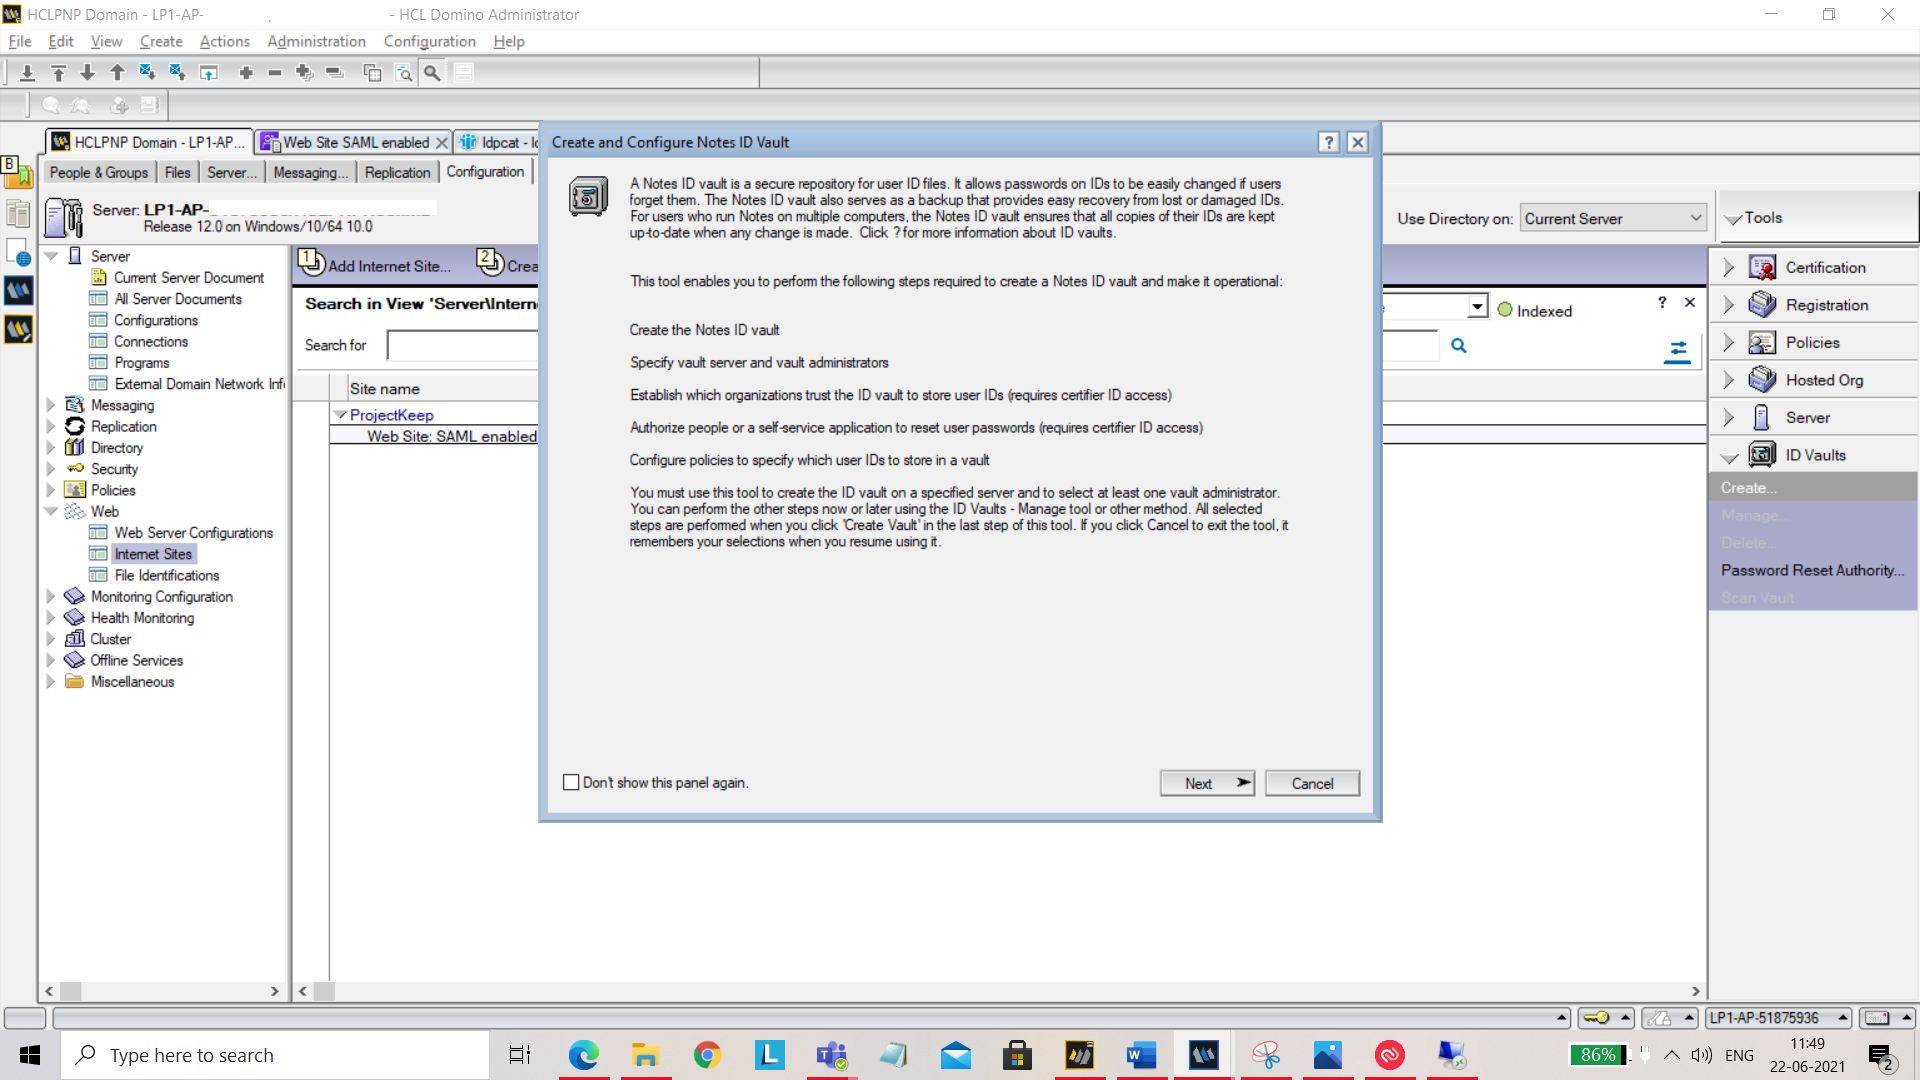 HCLPNP Domain - LP1-AP-
- HCL Domino Administrator
File Edit View Create Actions Administration Configuration Help
HCLPNP Domain - LP1-AP...
Web Site SAML enabled
Idpcat - Ic
People & Groups
Files
Server...
Messaging...
Replication
Configuration
B
Server: LP1-AP-
Release 12.0 on Windows/10/64 10.0
Use Directory on:
Current Server
Tools
Server
Current Server Document
All Server Documents
Configurations
Connections
Programs
External Domain Network Inf
Messaging
Replication
Directory
Security
Policies
Web
Web Server Configurations
Internet Sites
File Identifications
Monitoring Configuration
Health Monitoring
Cluster
Offline Services
Miscellaneous
1
Add Internet Site...
2
Crea
Search in View 'Server\Intern
Indexed
?
Search for
Site name
ProjectKeep
Web Site: SAML enabled
Create and Configure Notes ID Vault
?
A Notes ID vault is a secure repository for user ID files. It allows passwords on IDs to be easily changed if users
forget them. The Notes ID vault also serves as a backup that provides easy recovery from lost or damaged IDs.
For users who run Notes on multiple computers, the Notes ID vault ensures that all copies of their IDs are kept
up-to-date when any change is made. Click ? for more information about ID vaults.
This tool enables you to perform the following steps required to create a Notes ID vault and make it operational:
Create the Notes ID vault
Specify vault server and vault administrators
Establish which organizations trust the ID vault to store user IDs (requires certifier ID access)
Authorize people or a self-service application to reset user passwords (requires certifier ID access)
Configure policies to specify which user IDs to store in a vault
You must use this tool to create the ID vault on a specified server and to select at least one vault administrator.
You can perform the other steps now or later using the ID Vaults - Manage tool or other method. All selected
steps are performed when you click 'Create Vault' in the last step of this tool. If you click Cancel to exit the tool, it
remembers your selections when you resume using it.
Don't show this panel again.
Next
Cancel
Certification
Registration
Policies
Hosted Org
Server
ID Vaults
Create...
Manage...
Delete...
Password Reset Authority...
Scan Vault
LP1-AP-51875936
Type here to search
L
W
86%
ENG
11:49
22-06-2021
2